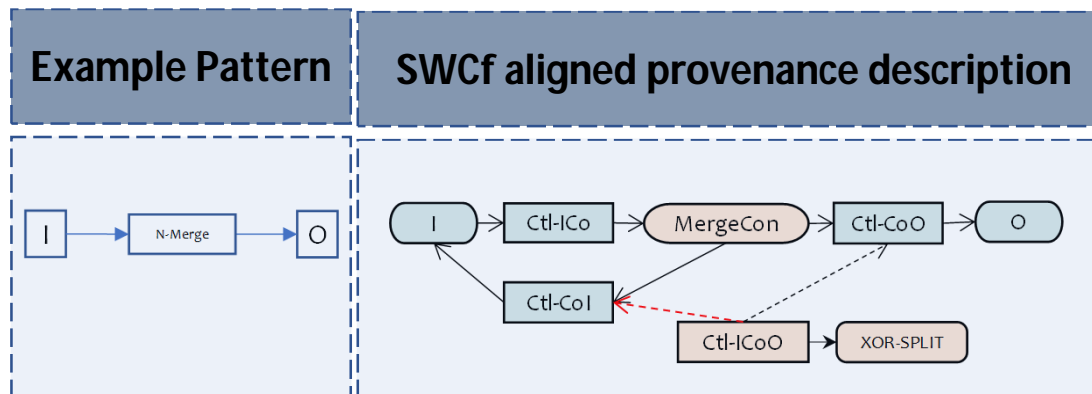 Example Pattern
SWCf aligned provenance description
I
N-Merge
O
I
Ctl-ICo
MergeCon
Ctl-CoO
O
Ctl-CoI
Ctl-ICoO
XOR-SPLIT